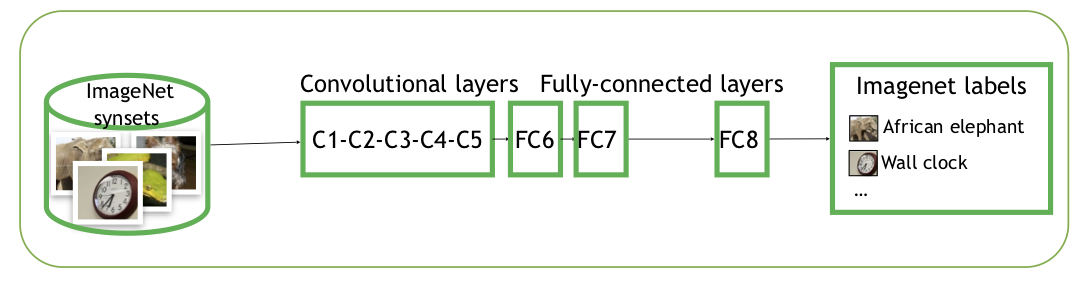 ImageNet
synsets
Convolutional layers
C1-C2-C3-C4-C5
Fully-connected layers
FC6
FC7
FC8
Imagenet labels
African elephant
Wall clock
...